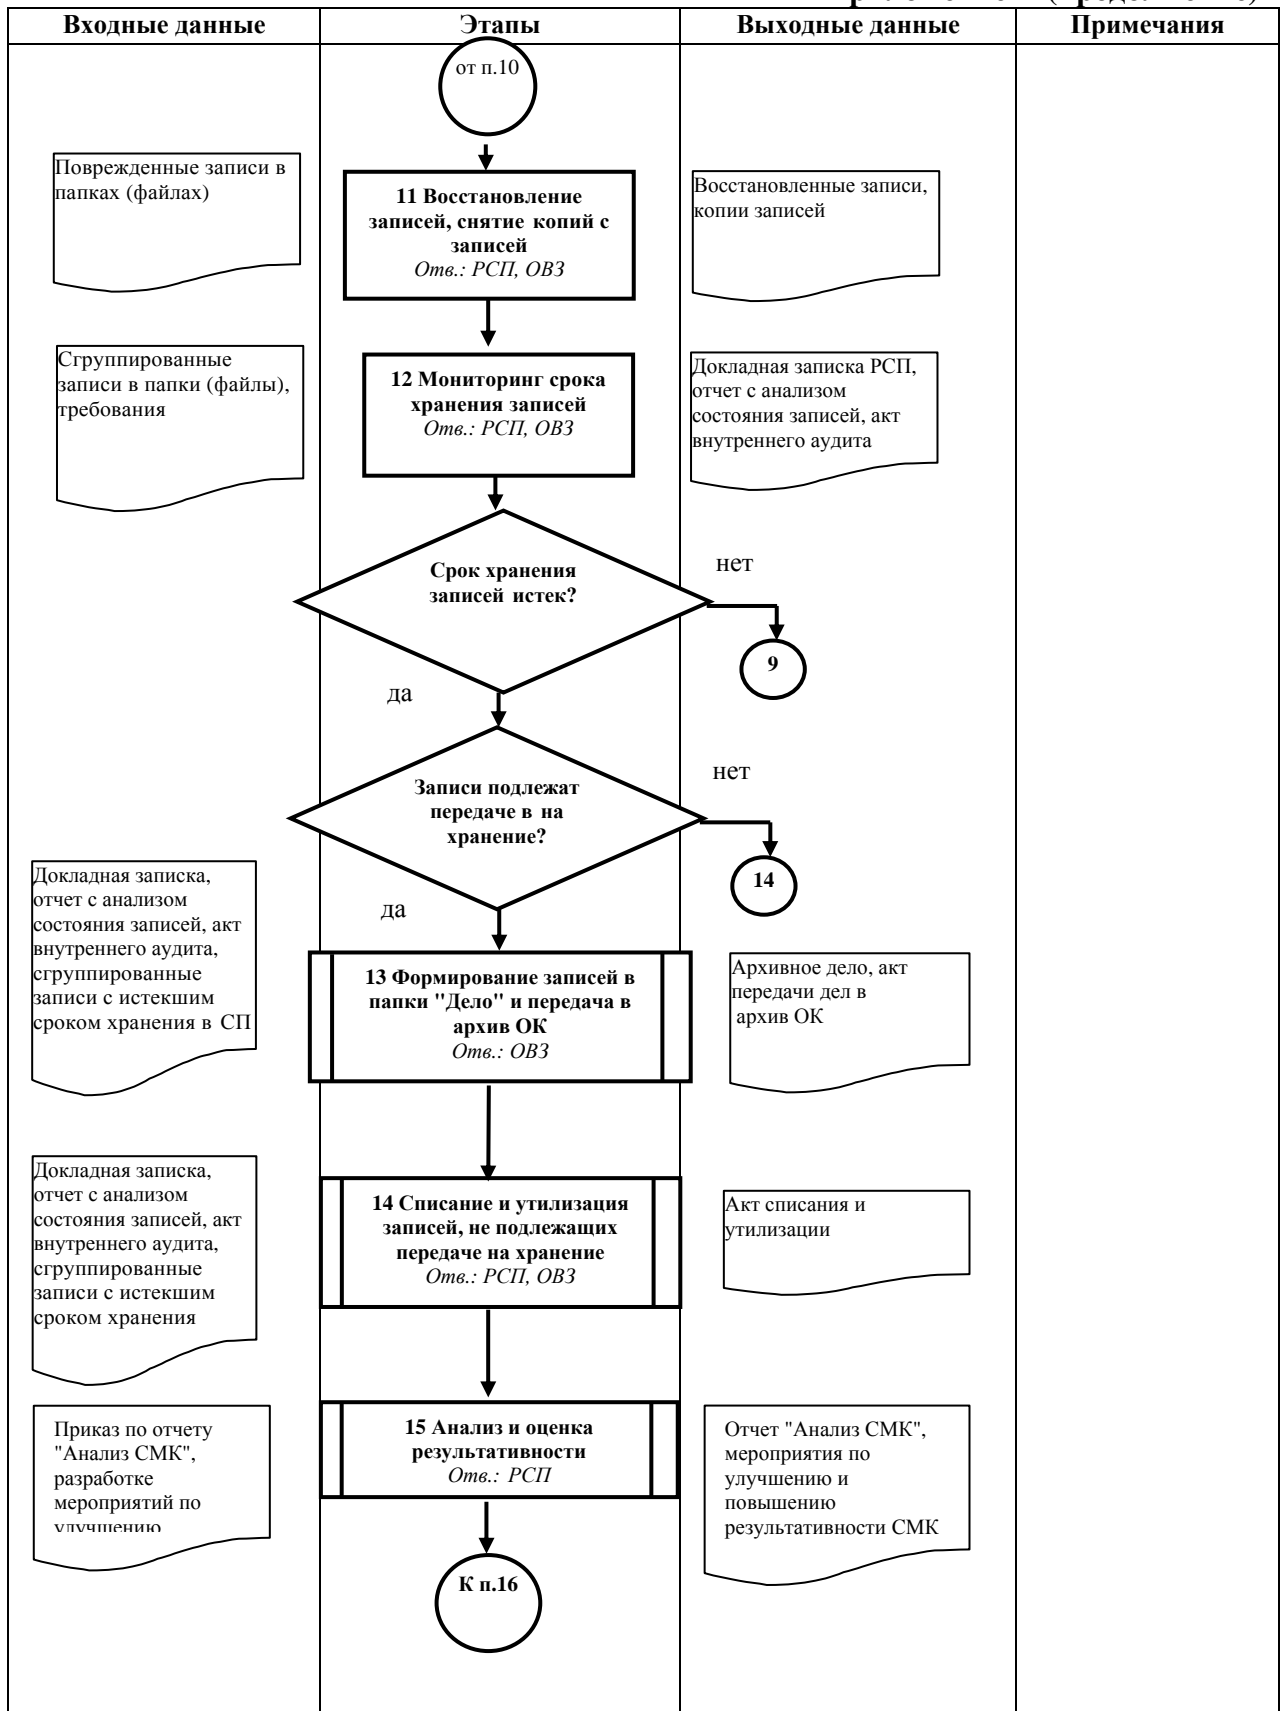 Входные данные
Этапы
Выходные данные
Примечания
от п.10
Поврежденные записи в
папках (файлах)
11 Восстановление
записей, снятие копий с
записей
Отв.: РСП, ОВЗ
Восстановленные записи,
копии записей
Сгруппированные
записи в папки (файлы),
требования
12 Мониторинг срока
хранения записей
Отв.: РСП, ОВЗ
Докладная записка РСП,
отчет с анализом
состояния записей, акт
внутреннего аудита
Срок хранения
записей истек?
нет
9
да
Записи подлежат
передаче в на
хранение?
нет
14
да
Докладная записка,
отчет с анализом
состояния записей, акт
внутреннего аудита,
сгруппированные
записи с истекшим
сроком хранения в СП
13 Формирование записей в
папки "Дело" и передача в
архив ОК
Отв.: ОВЗ
Архивное дело, акт
передачи дел в
архив ОК
Докладная записка,
отчет с анализом
состояния записей, акт
внутреннего аудита,
сгруппированные
записи с истекшим
сроком хранения
14 Списание и утилизация
записей, не подлежащих
передаче на хранение
Отв.: РСП, ОВЗ
Акт списания и
утилизации
Приказ по отчету
"Анализ СМК",
разработке
мероприятий по
улучшению
15 Анализ и оценка
результативности
Отв.: РСП
Отчет "Анализ СМК",
мероприятия по
улучшению и
повышению
результативности СМК
К п.16